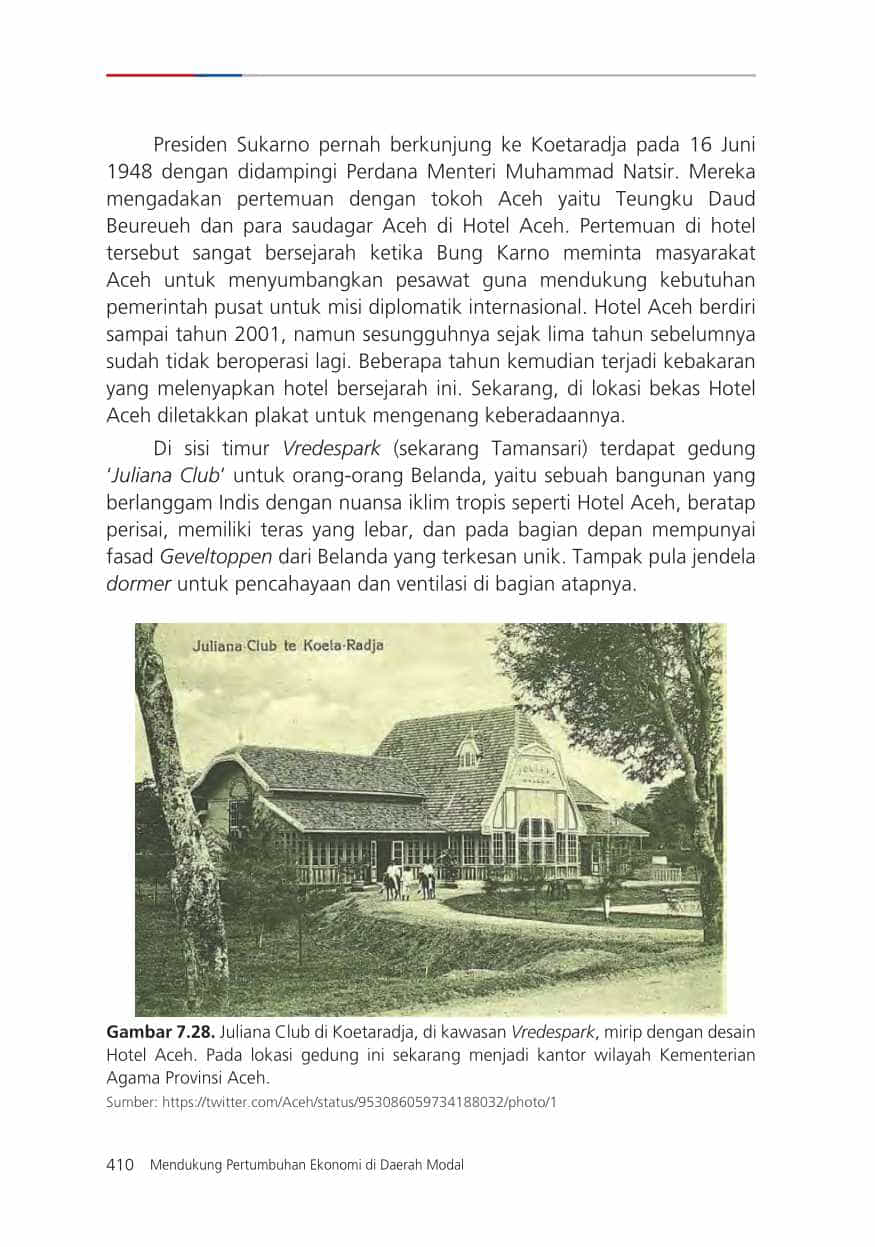 Presiden Sukarno pernah berkunjung ke Koetaradja pada 16 Juni
1948 dengan didampingi Perdana Menteri Muhammad Natsir. Mereka
mengadakan pertemuan dengan tokoh Aceh yaitu Teungku Daud
Beureueh dan para saudagar Aceh di Hotel Aceh. Pertemuan di hotel
tersebut sangat bersejarah ketika Bung Karno meminta masyarakat
Aceh untuk menyumbangkan pesawat guna mendukung kebutuhan
pemerintah pusat untuk misi diplomatik internasional. Hotel Aceh berdiri
sampai tahun 2001, namun sesungguhnya sejak lima tahun sebelumnya
sudah tidak beroperasi lagi. Beberapa tahun kemudian terjadi kebakaran
yang melenyapkan hotel bersejarah ini. Sekarang, di lokasi bekas Hotel
Aceh diletakkan plakat untuk mengenang keberadaannya.
Di sisi timur Vredespark (sekarang Tamansari) terdapat gedung
'Juliana Club' untuk orang-orang Belanda, yaitu sebuah bangunan yang
berlanggam Indis dengan nuansa iklim tropis seperti Hotel Aceh, beratap
perisai, memiliki teras yang lebar, dan pada bagian depan mempunyai
fasad Geveltoppen dari Belanda yang terkesan unik. Tampak pula jendela
dormer untuk pencahayaan dan ventilasi di bagian atapnya.
Juliana-Club te Koeta-Radja
JULIANA
Gambar 7.28. Juliana Club di Koetaradja, di kawasan Vredespark, mirip dengan desain
Hotel Aceh. Pada lokasi gedung ini sekarang menjadi kantor wilayah Kementerian
Agama Provinsi Aceh.
Sumber: https://twitter.com/Aceh/status/953086059734188032/photo/1
410 Mendukung Pertumbuhan Ekonomi di Daerah Modal